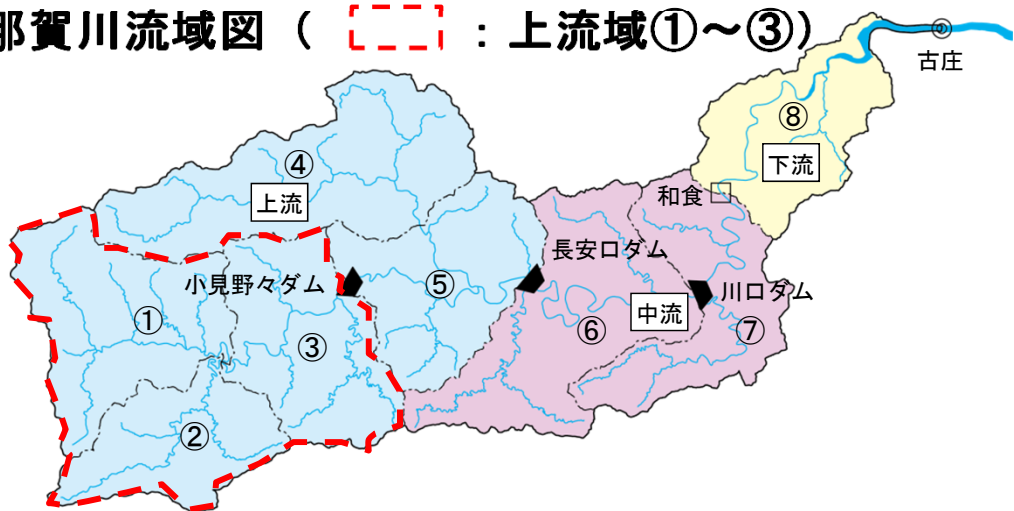 那賀川流域図（ ：上流域①～③）
古庄
⑧
下流
④
上流
和食
長安口ダム
小見野々ダム
⑤
川口ダム
①
③
⑥
中流
⑦
②